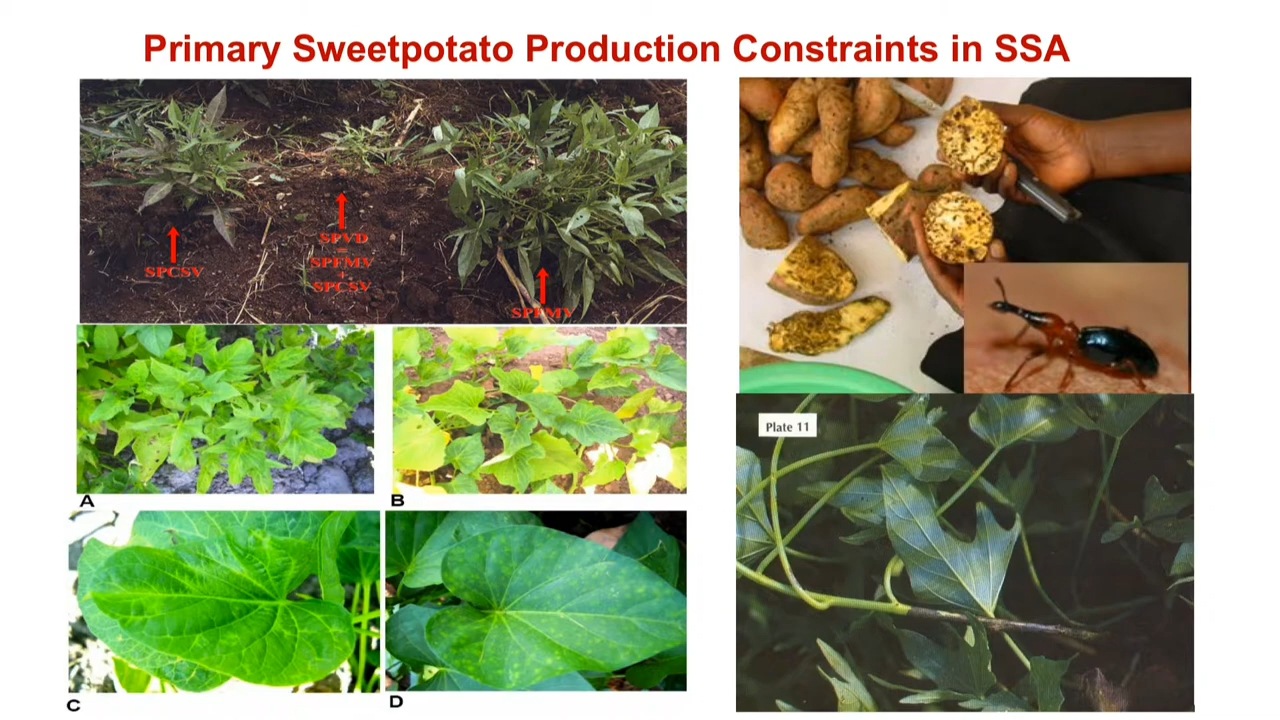 Primary Sweetpotato Production Constraints in SSA
SPCSV
SPVD
=
SPFMV
+
SPCSV
SPFMV
A
B
C
D
Plate 11